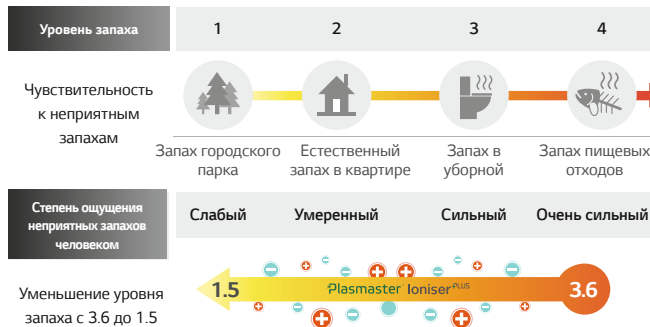 Уровень запаха 1 2 3 4
Чувствительность
к неприятным
запахам
Запах городского
парка
Естественный
запах в квартире
Запах в
уборной
Запах пищевых
отходов
Степень ощущения
неприятных запахов
человеком
Слабый Умеренный Сильный Очень сильный
Уменьшение уровня
запаха с 3.6 до 1.5
1.5 Plasmaster Ioniser PLUS 3.6